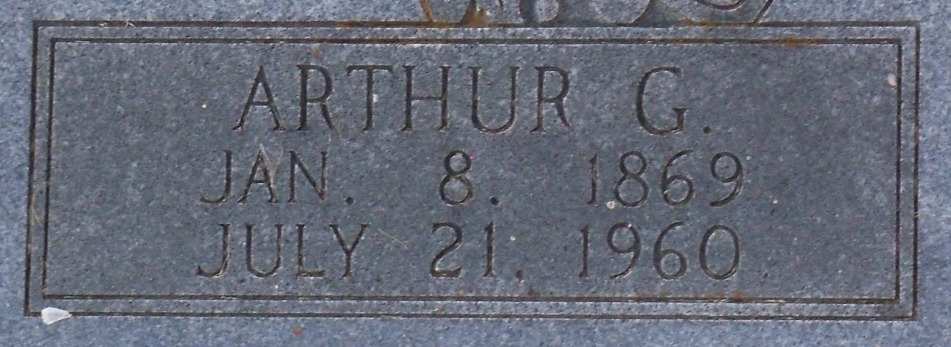 ARTHUR G.
JAN. 8. 1869
JULY 21. 1960